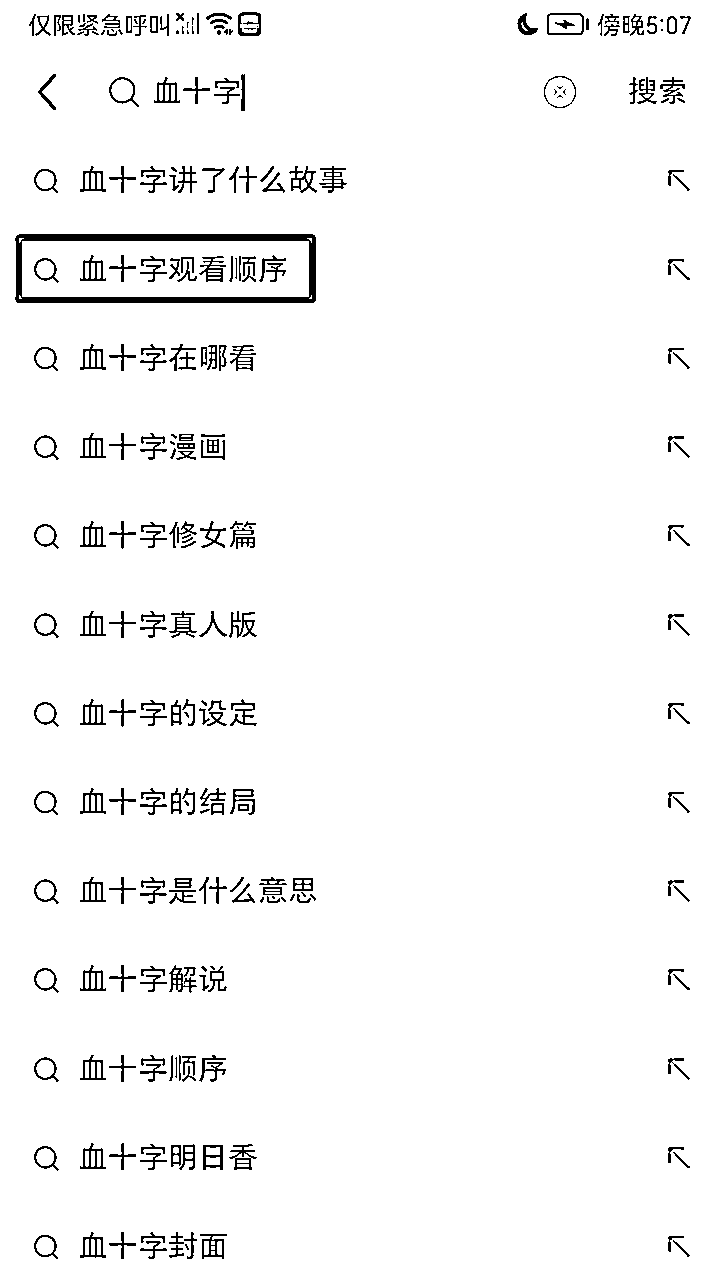 仅限紧急呼叫 傍晚5:07
血十字 搜索
血十字讲了什么故事
血十字观看顺序
血十字在哪看
血十字漫画
血十字修女篇
血十字真人版
血十字的设定
血十字的结局
血十字是什么意思
血十字解说
血十字顺序
血十字明日香
血十字封面